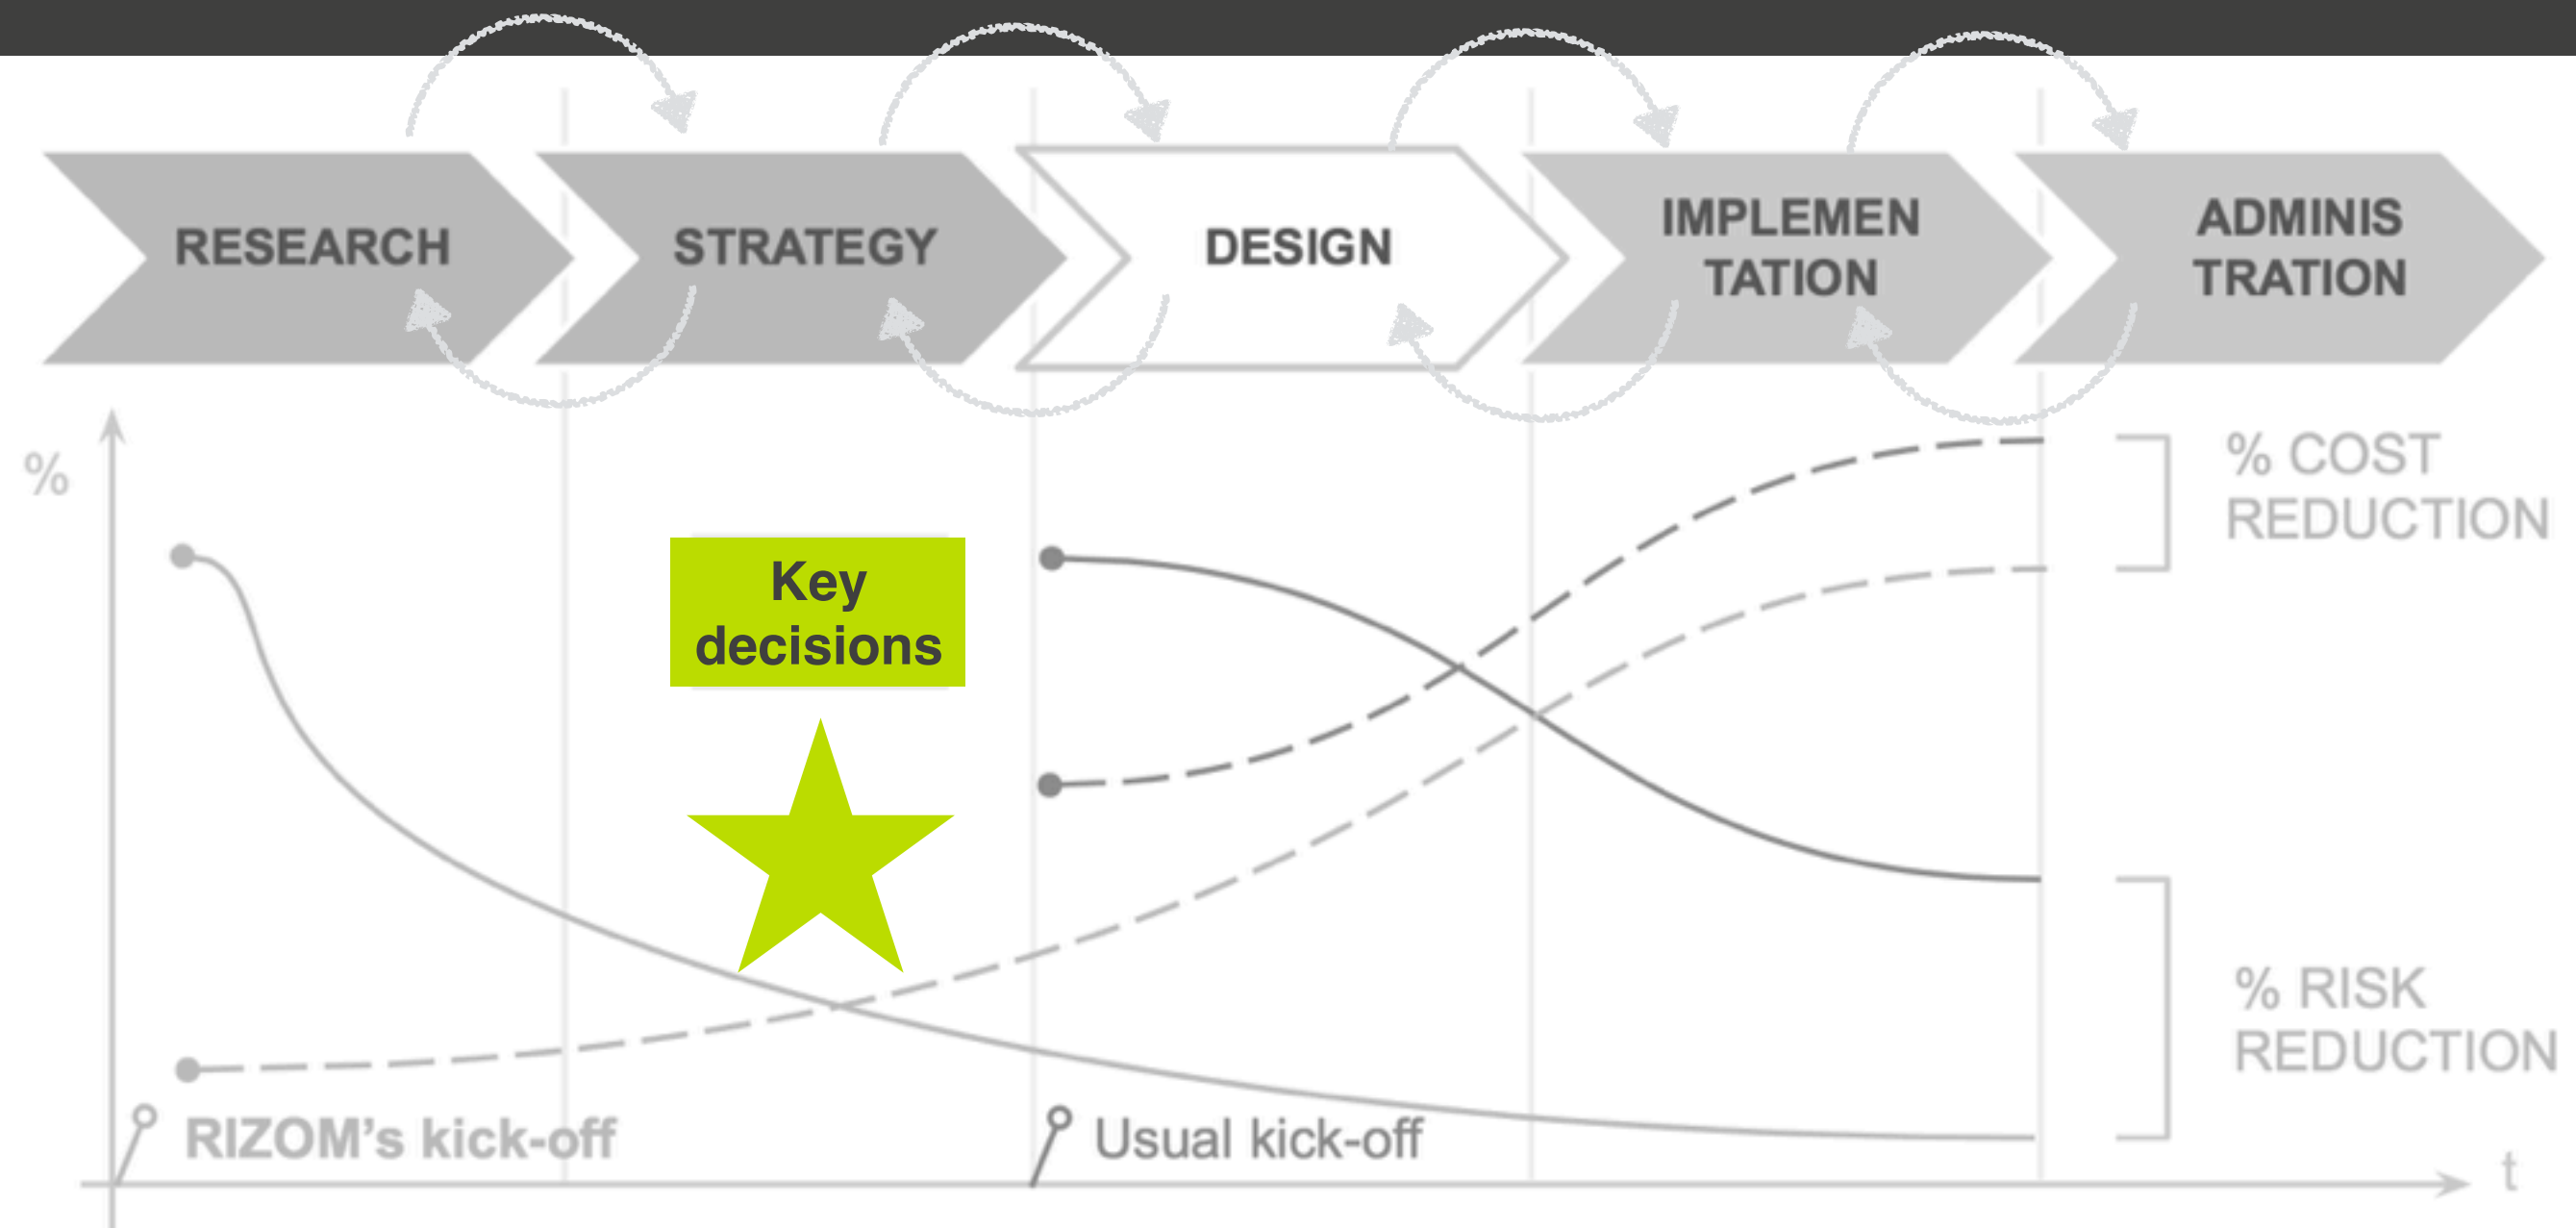 RESEARCH
STRATEGY
DESIGN
IMPLEMEN
TATION
ADMINIS
TRATION
%
% COST
REDUCTION
Key
decisions
% RISK
REDUCTION
RIZOM’s kick-off
Usual kick-off
t